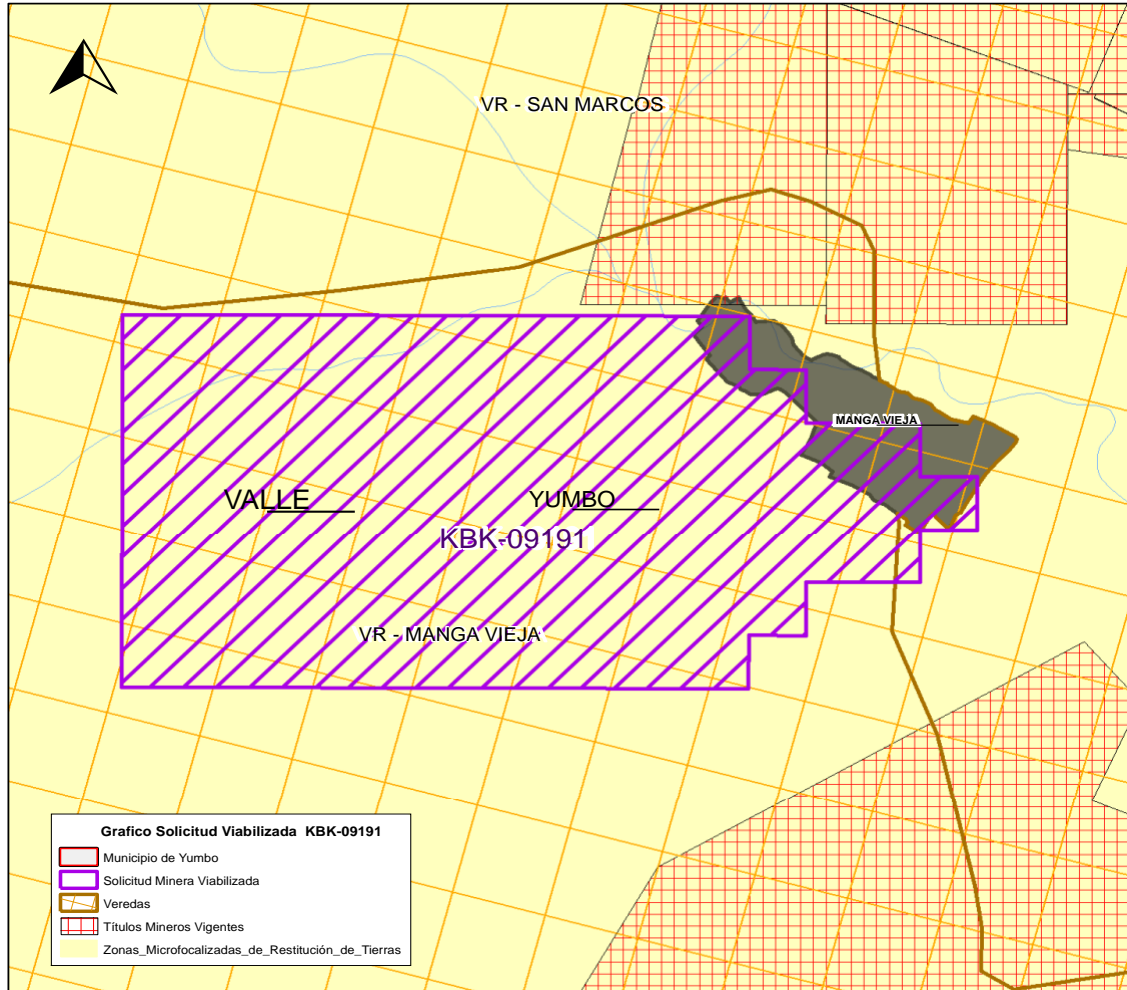 VR - SAN MARCOS
MANGA VIEJA
VALLE
YUMBO
KBK-09191
VR - MANGA VIEJA
Grafico Solicitud Viabilizada KBK-09191
Municipio de Yumbo
Solicitud Minera Viabilizada
Veredas
Títulos Mineros Vigentes
Zonas_Microfocalizadas_de_Restitución_de_Tierras